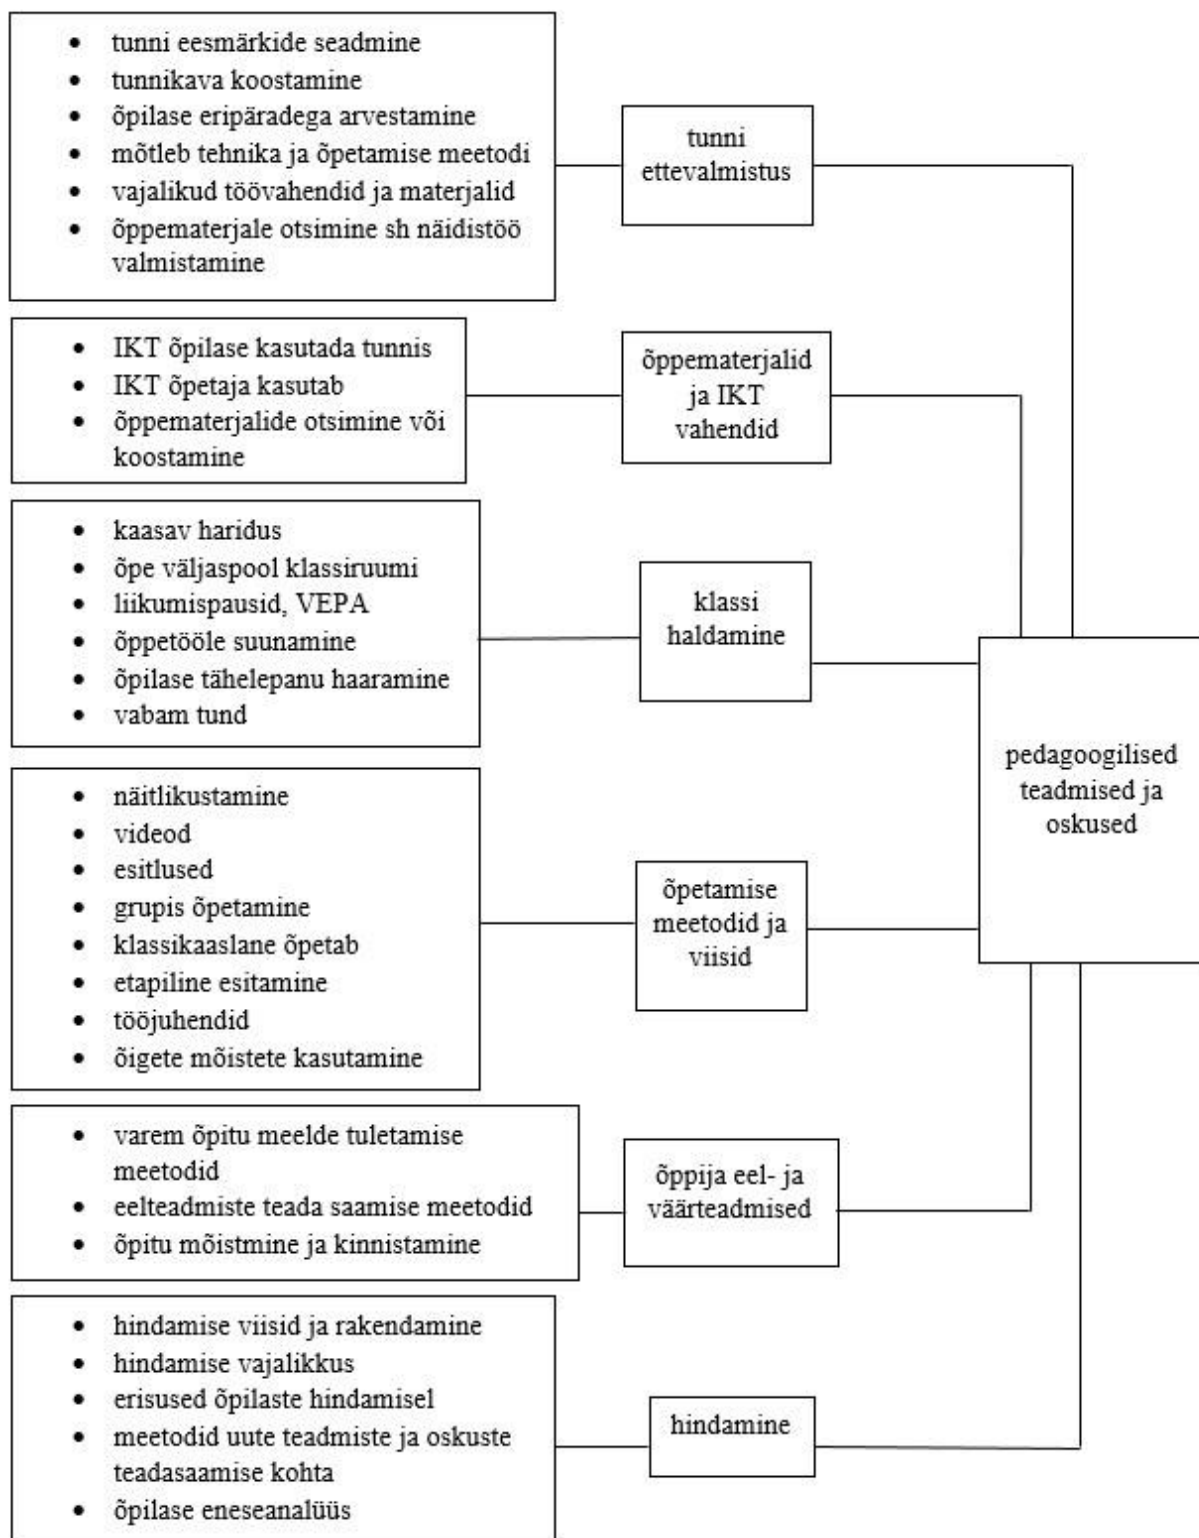 • tunni eesmärkide seadmine
• tunnikava koostamine
• õpilase eripäradega arvestamine
• mõtleb tehnika ja õpetamise meetodi
• vajalikud töövahendid ja materjalid
• õppematerjale otsimine sh näidistöö
valmistamine
tunni
ettevalmistus
• IKT õpilase kasutada tunnis
• IKT õpetaja kasutab
• õppematerjalide otsimine või
koostamine
õppematerjalid
ja IKT
vahendid
• kaasav haridus
• õpe väljaspool klassiruumi
• liikumispausid, VEPA
• õppetööle suunamine
• õpilase tähelepanu haaramine
• vabam tund
klassi
haldamine
pedagoogilised
teadmised ja
oskused
• näitlikustamine
• videod
• esitlused
• grupis õpetamine
• klassikaaslane õpetab
• etapiline esitamine
• tööjuhendid
• õigete mõistete kasutamine
õpetamise
meetodid ja
viisid
• varem õpitu meelde tuletamise
meetodid
• eelteadmiste teada saamise meetodid
• õpitu mõistmine ja kinnistamine
õppija eel- ja
väärteadmised
• hindamise viisid ja rakendamine
• hindamise vajalikkus
• erisused õpilaste hindamisel
• meetodid uute teadmiste ja oskuste
teadasaamise kohta
• õpilase eneseanalüüs
hindamine